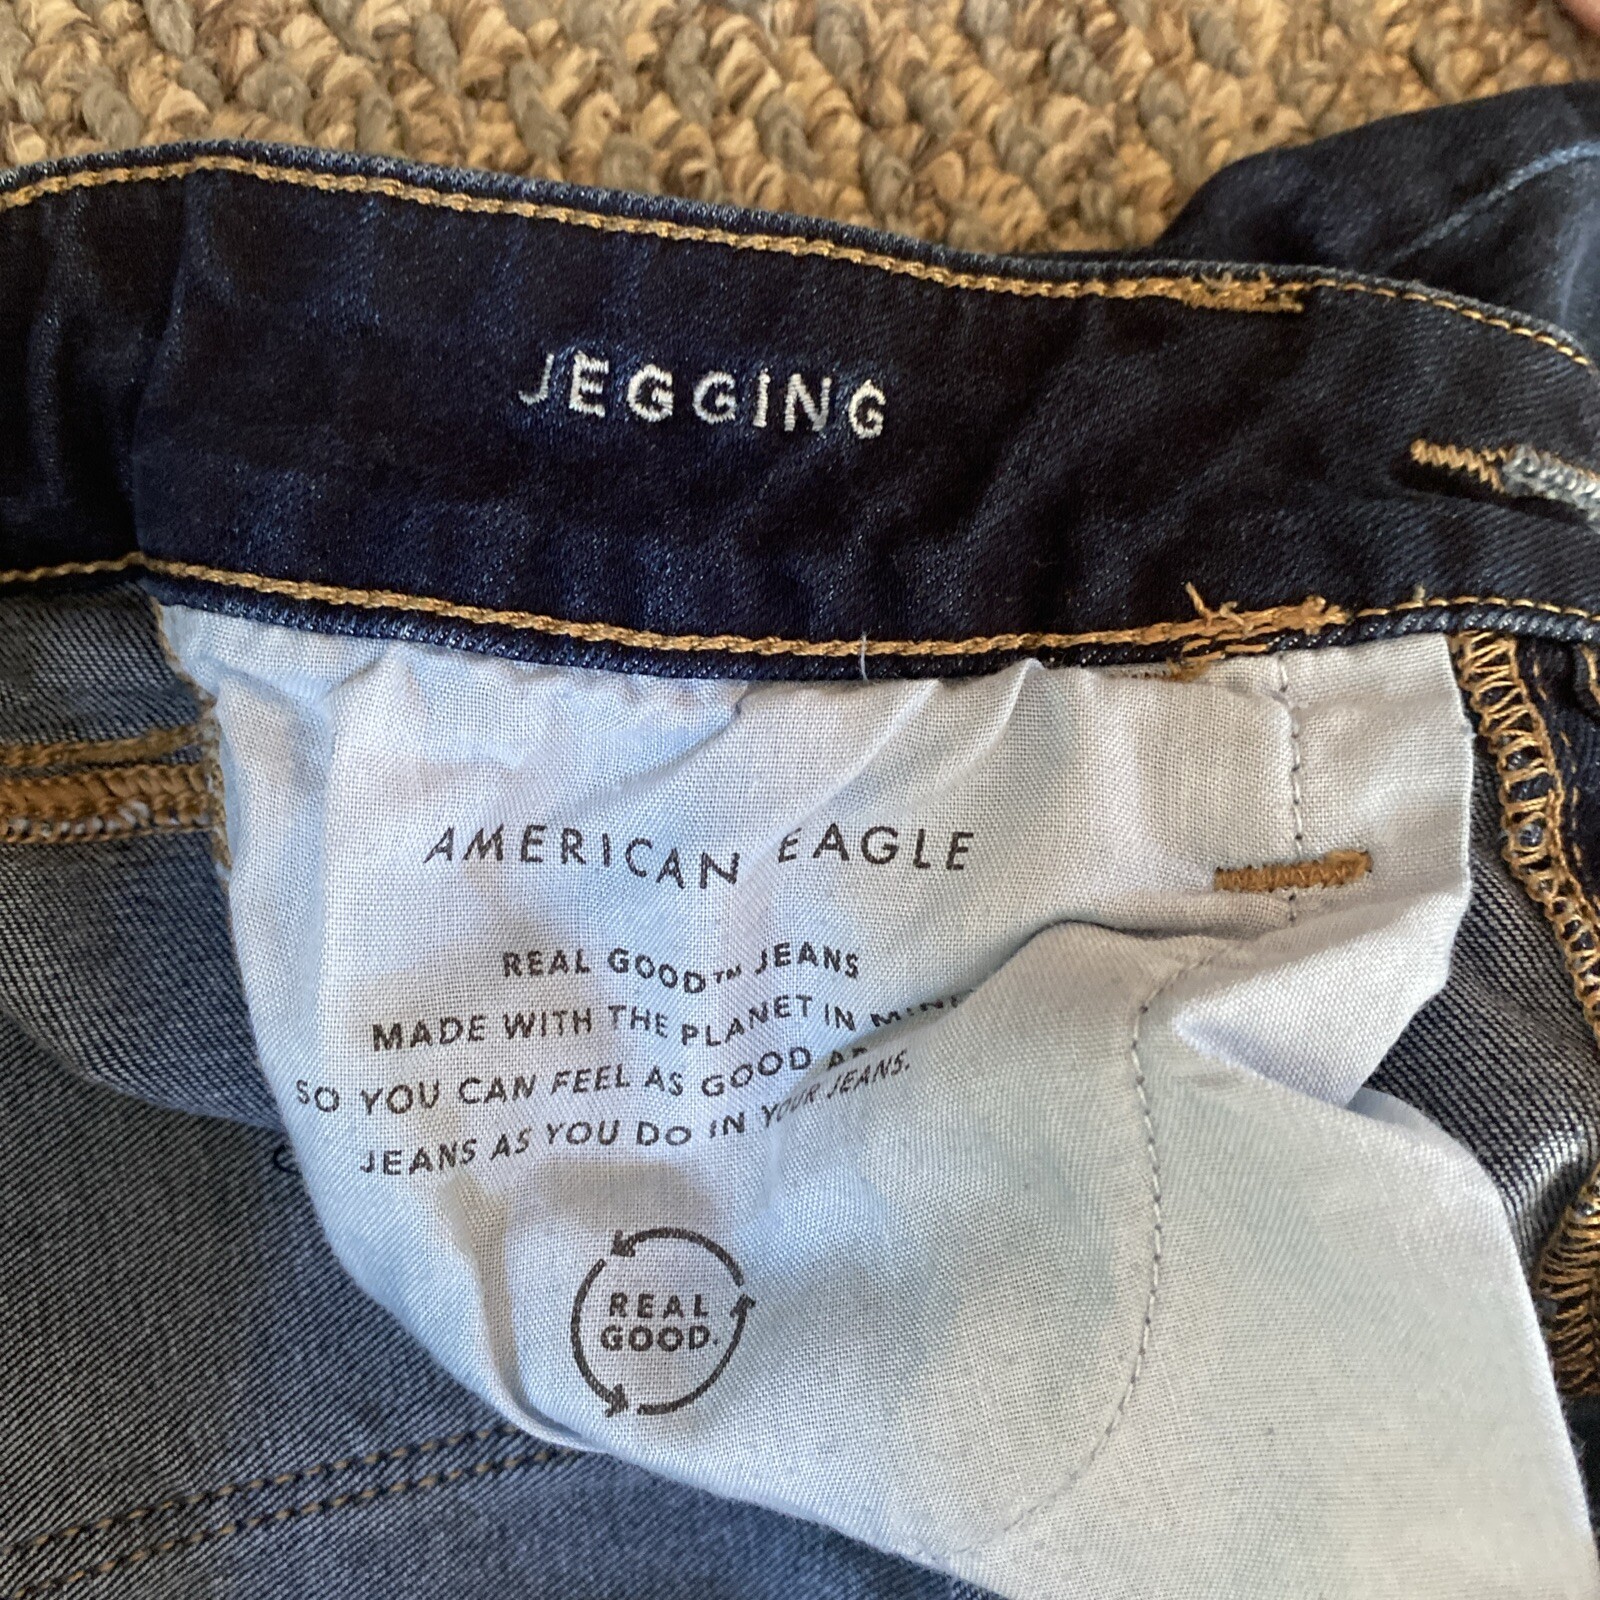 JEGGING
AMERICAN EAGLE
REAL GOOD™ JEANS
MADE WITH THE PLANET IN
SO YOU CAN FEEL AS GOOD
JEANS AS YOU DO IN YOUR JEANS.
REAL
GOOD.